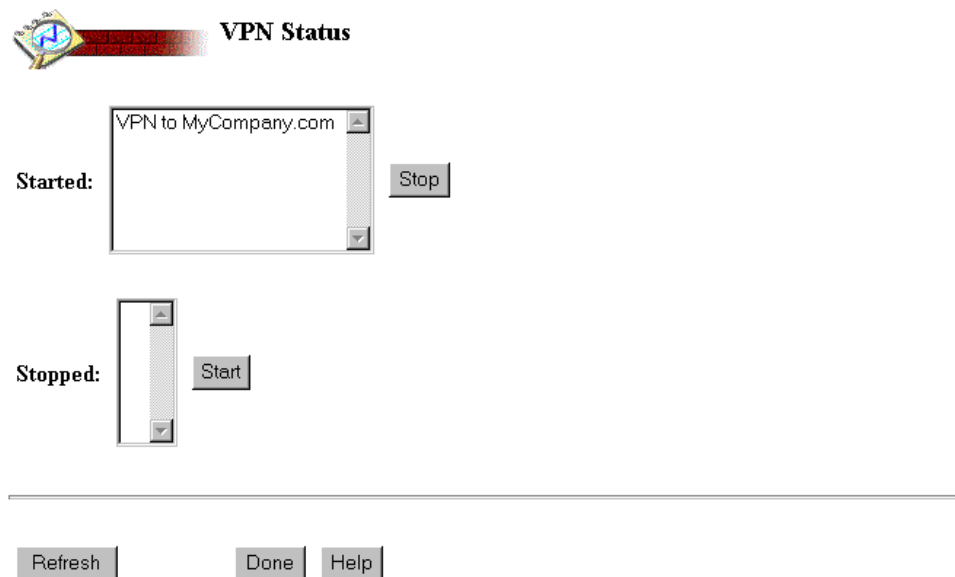 VPN Status
VPN to MyCompany.com
Started:
Stop
Stopped:
Start
Refresh
Done
Help